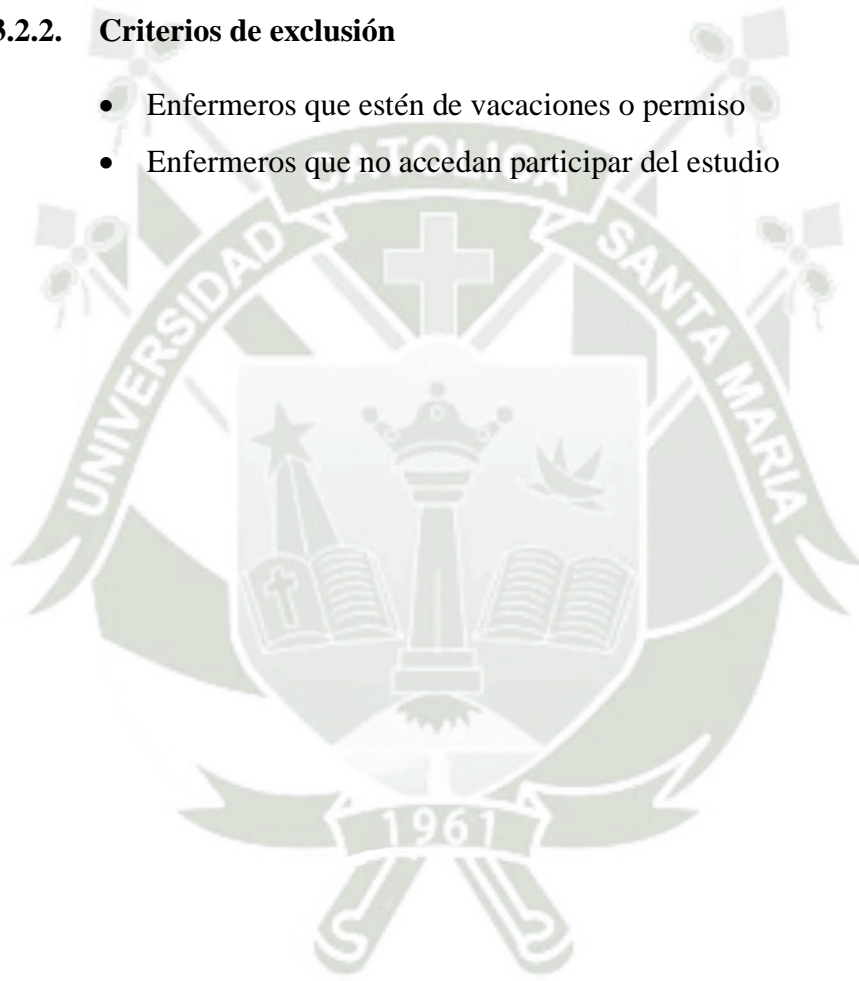 3.2.2. Criterios de exclusión
• Enfermeros que estén de vacaciones o permiso
• Enfermeros que no accedan participar del estudio
UNIVERSIDAD CATOLICA SANTA MARIA
1961